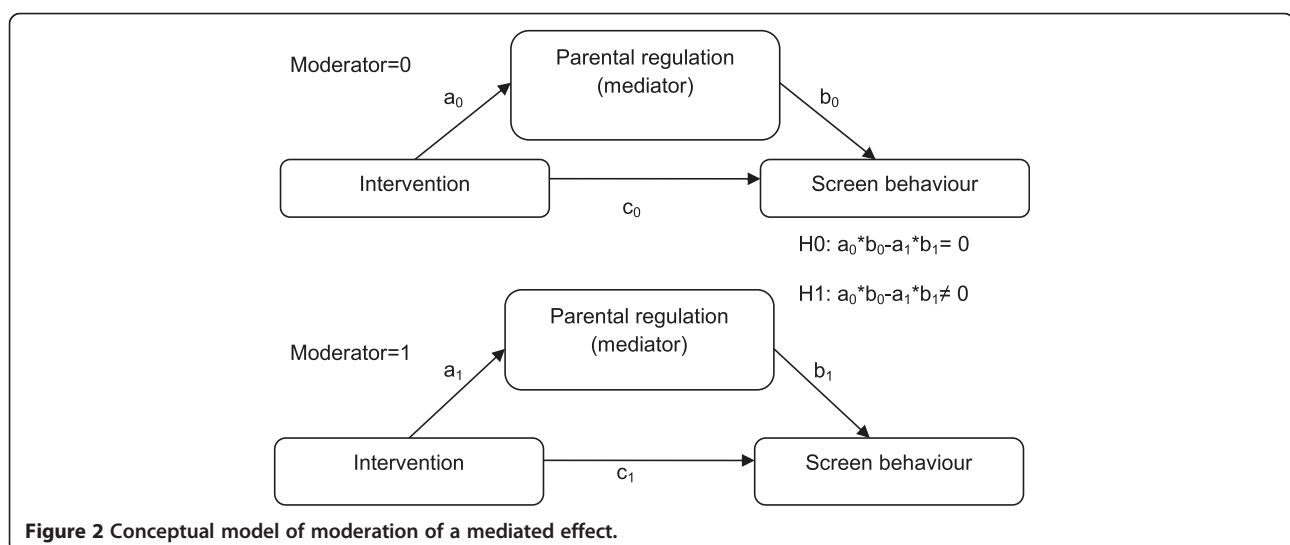 Moderator=0
Parental regulation
(mediator)
a₀
b₀
Intervention
Screen behaviour
c₀
H0: a₀*b₀-a₁*b₁= 0
H1: a₀*b₀-a₁*b₁≠ 0
Parental regulation
(mediator)
Moderator=1
a₁
b₁
Intervention
Screen behaviour
c₁
Figure 2 Conceptual model of moderation of a mediated effect.